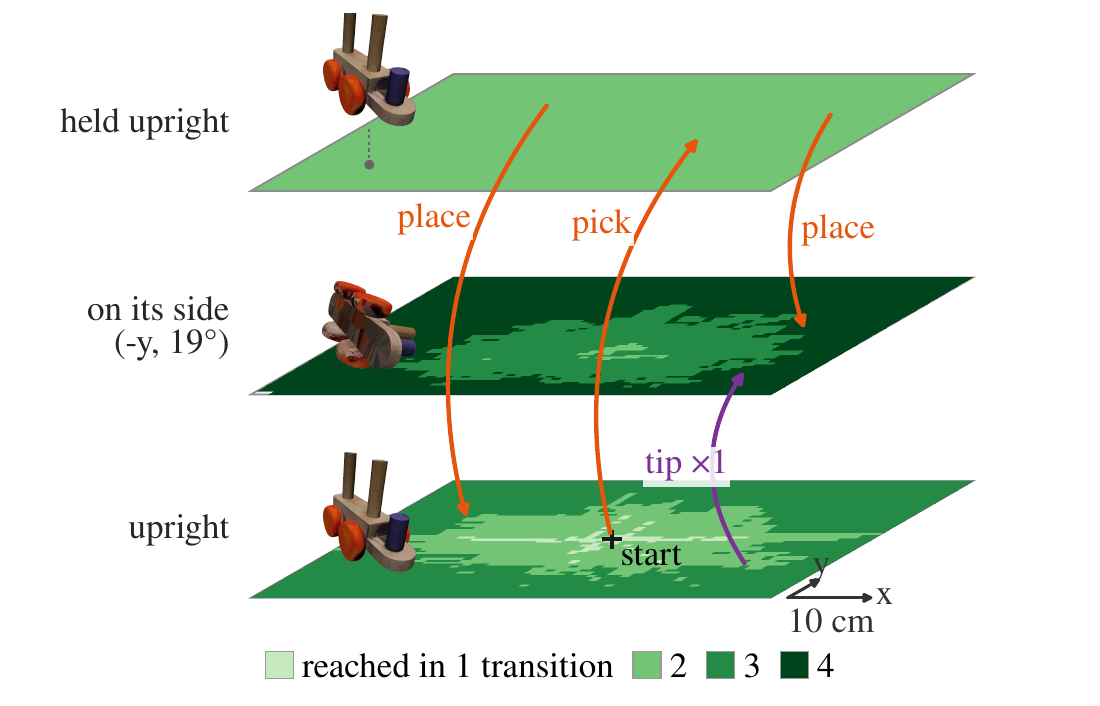 held upright
place
pick
place
on its side
(-y, 19°)
tip ×1
upright
start
y
x
10 cm
reached in 1 transition
2
3
4